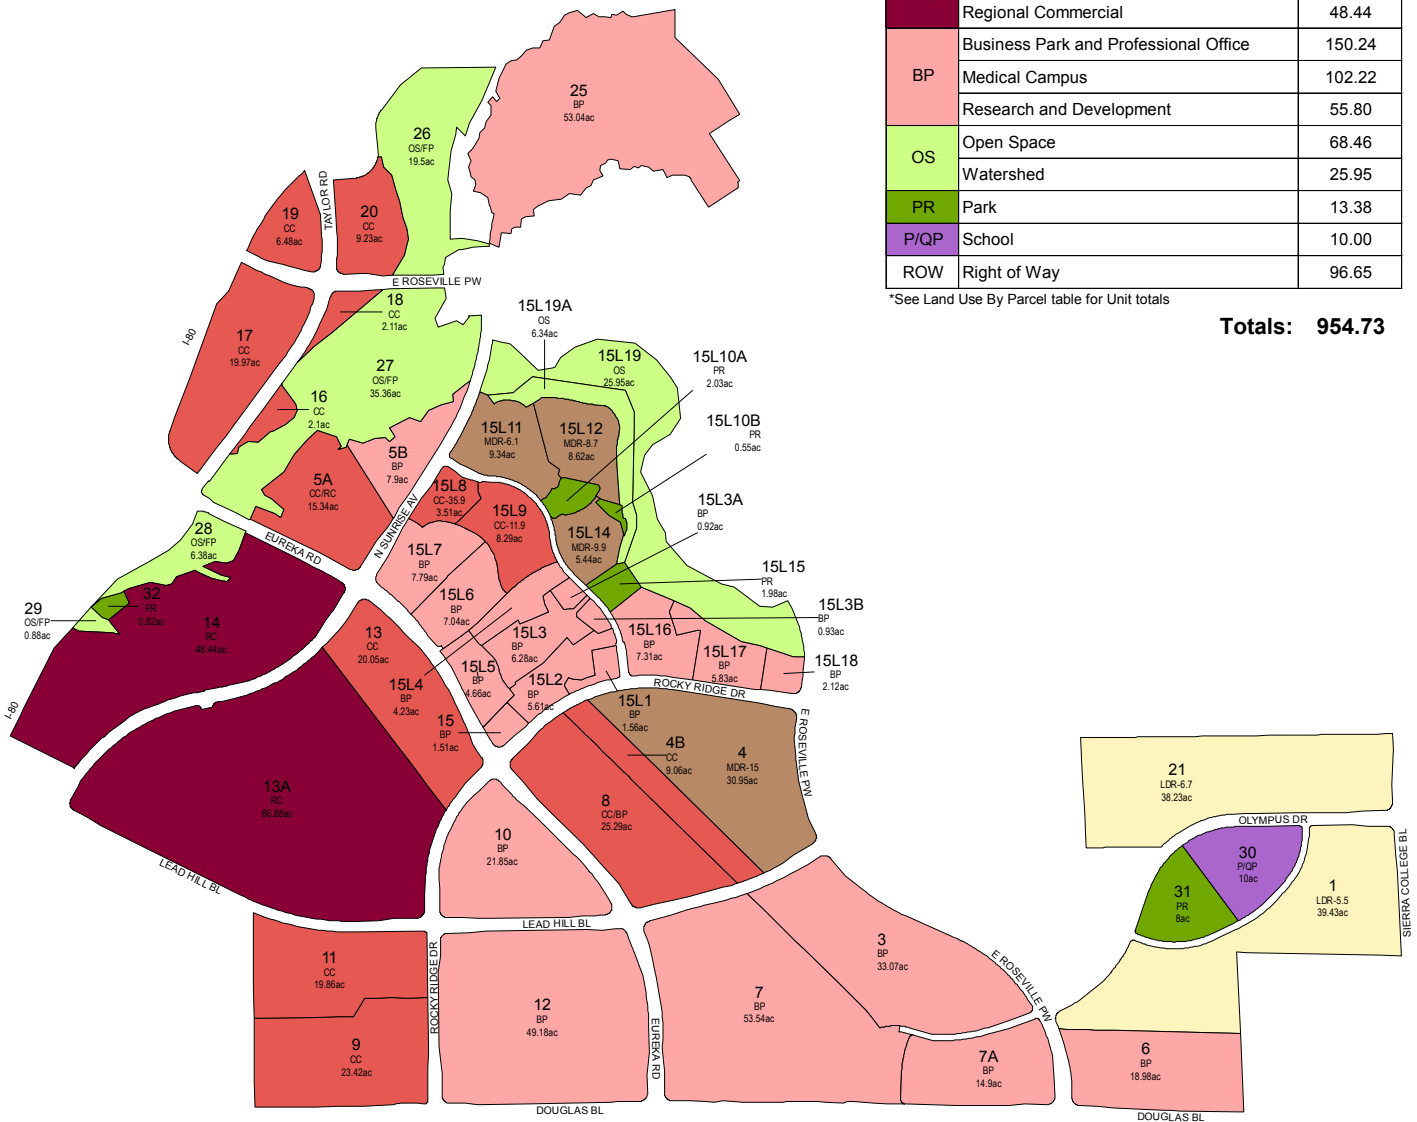 Regional Commercial 48.44
BP
Business Park and Professional Office 150.24
Medical Campus 102.22
Research and Development 55.80
OS
Open Space 68.46
Watershed 25.95
PR Park 13.38
P/QP School 10.00
ROW Right of Way 96.65
*See Land Use By Parcel table for Unit totals
Totals: 954.73
25
BP
53.04ac
26
OS/FP
19.5ac
TAYLOR RD
19
CC
6.48ac
20
CC
9.23ac
E ROSEVILLE PW
18
CC
2.11ac
I-80
17
CC
19.97ac
27
OS/FP
35.36ac
16
CC
2.1ac
15L19A
OS
6.34ac
15L19
OS
25.95ac
15L10A
PR
2.03ac
15L10B
PR
0.55ac
15L11
MDR-6.1
9.34ac
15L12
MDR-8.7
8.62ac
5B
BP
7.9ac
5A
CC/RC
15.34ac
N SUNRISE AV
15L8
CC-35.9
3.51ac
15L9
CC-11.9
8.29ac
15L14
MDR-9.9
5.44ac
15L3A
BP
0.92ac
28
OS/FP
6.38ac
EUREKA RD
15L7
BP
7.79ac
15L6
BP
7.04ac
15L15
PR
1.98ac
15L3B
BP
0.93ac
29
OS/FP
0.88ac
32
PR
0.82ac
14
RC
48.44ac
13
CC
20.05ac
15L3
BP
6.28ac
15L16
BP
7.31ac
15L17
BP
5.83ac
15L18
BP
2.12ac
15L5
BP
4.66ac
15L4
BP
4.23ac
15L2
BP
5.61ac
ROCKY RIDGE DR
15L1
BP
1.56ac
15
BP
1.51ac
I-80
E ROSEVILLE PW
4B
CC
9.06ac
4
MDR-15
30.95ac
13A
RC
86.88ac
8
CC/BP
25.29ac
21
LDR-6.7
38.23ac
OLYMPUS DR
10
BP
21.85ac
30
P/QP
10ac
SIERRA COLLEGE BL
LEAD HILL BL
31
PR
8ac
1
LDR-5.5
39.43ac
LEAD HILL BL
11
CC
19.86ac
ROCKY RIDGE DR
3
BP
33.07ac
E ROSEVILLE PW
12
BP
49.18ac
7
BP
53.54ac
9
CC
23.42ac
EUREKA RD
7A
BP
14.9ac
6
BP
18.98ac
DOUGLAS BL
DOUGLAS BL